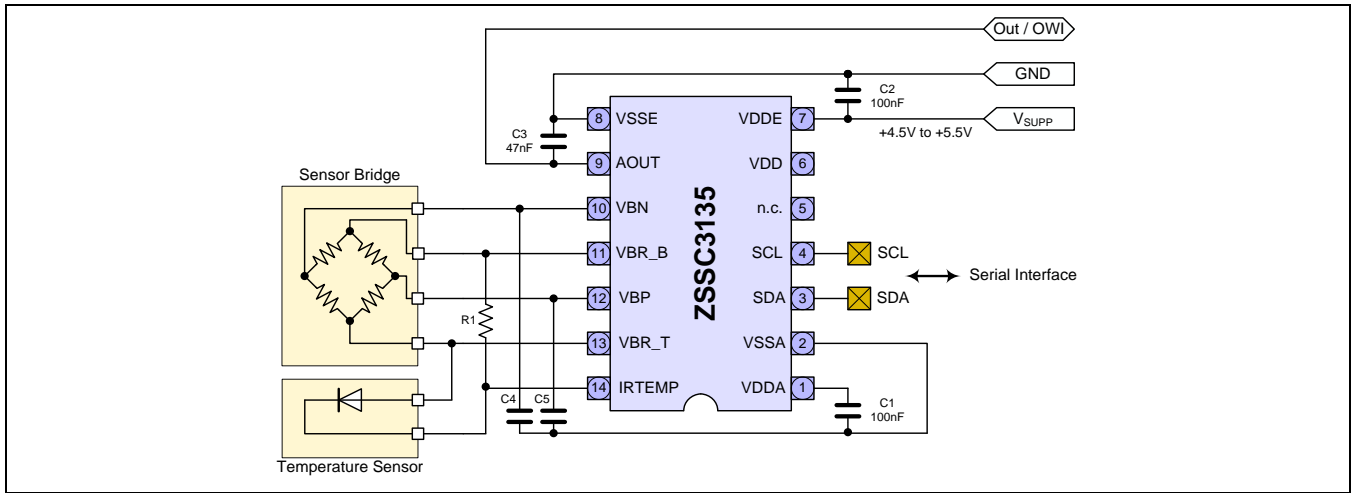 Out / OWI
GND
C2
100nF
VSUPP
+4.5V to +5.5V
C3
47nF
8 VSSE
VDDE 7
9 AOUT
VDD 6
Sensor Bridge
10 VBN
n.c. 5
11 VBR_B
SCL 4
SCL
Serial Interface
12 VBP
SDA 3
SDA
ZSSC3135
R1
13 VBR_T
VSSA 2
14 IRTEMP
VDDA 1
C4
C5
C1
100nF
Temperature Sensor